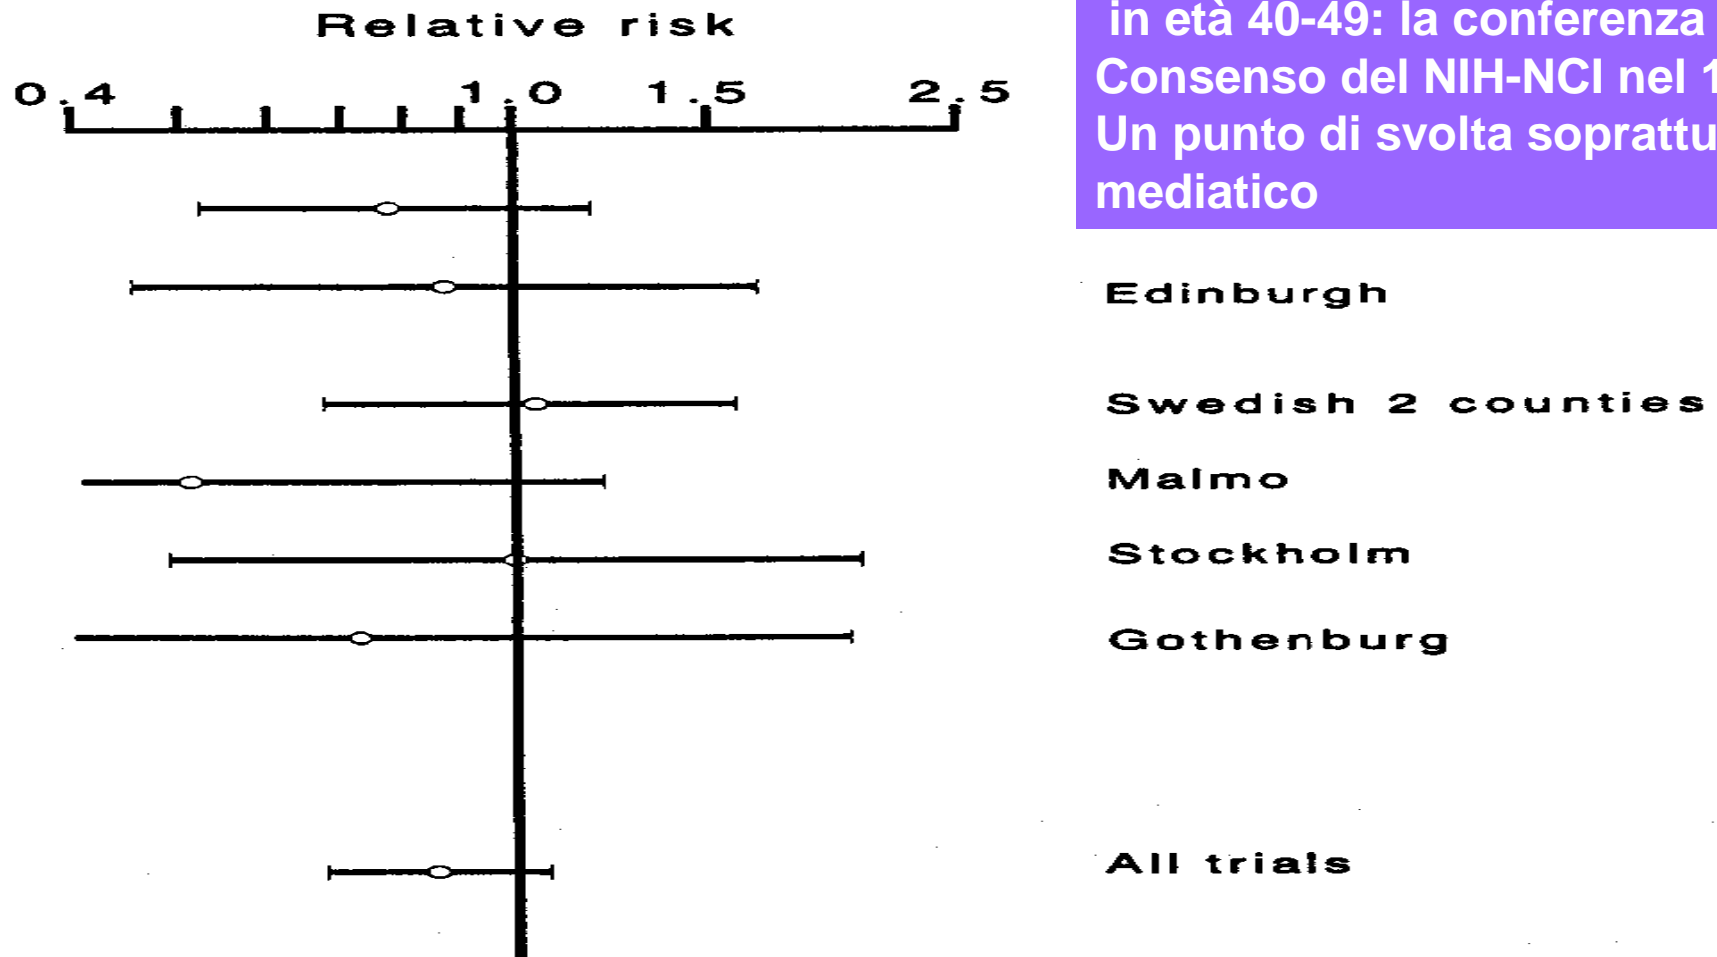 Relative risk
0.4 1.0 1.5 2.5
in età 40-49: la conferenza
Consenso del NIH-NCI nel 1
Un punto di svolta soprattu
mediatico
Edinburgh
Swedish 2 counties
Malmo
Stockholm
Gothenburg
All trials